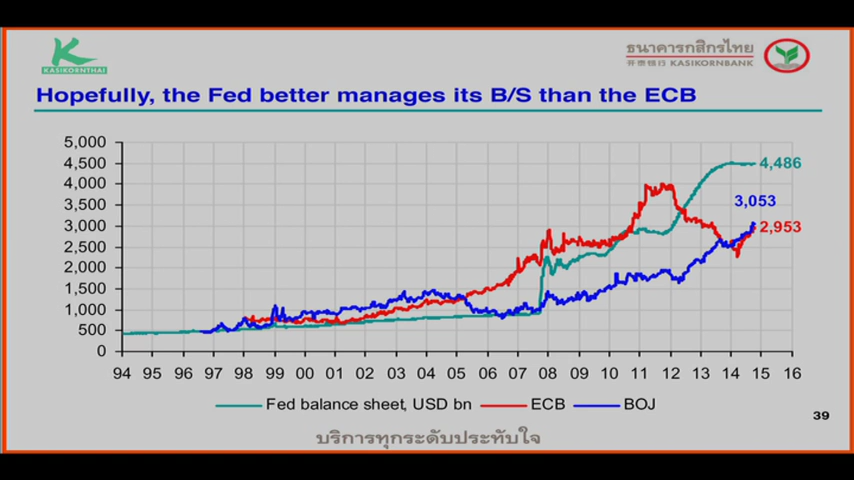 KASIKORNTHAI
ธนาคารกสิกรไทย
开泰银行 KASIKORNBANK
Hopefully, the Fed better manages its B/S than the ECB
5,000
4,500
4,000
3,500
3,000
2,500
2,000
1,500
1,000
500
0
4,486
3,053
2,953
94 95 96 97 98 99 00 01 02 03 04 05 06 07 08 09 10 11 12 13 14 15 16
Fed balance sheet, USD bn ECB BOJ
39
บริการทุกระดับประทับใจ